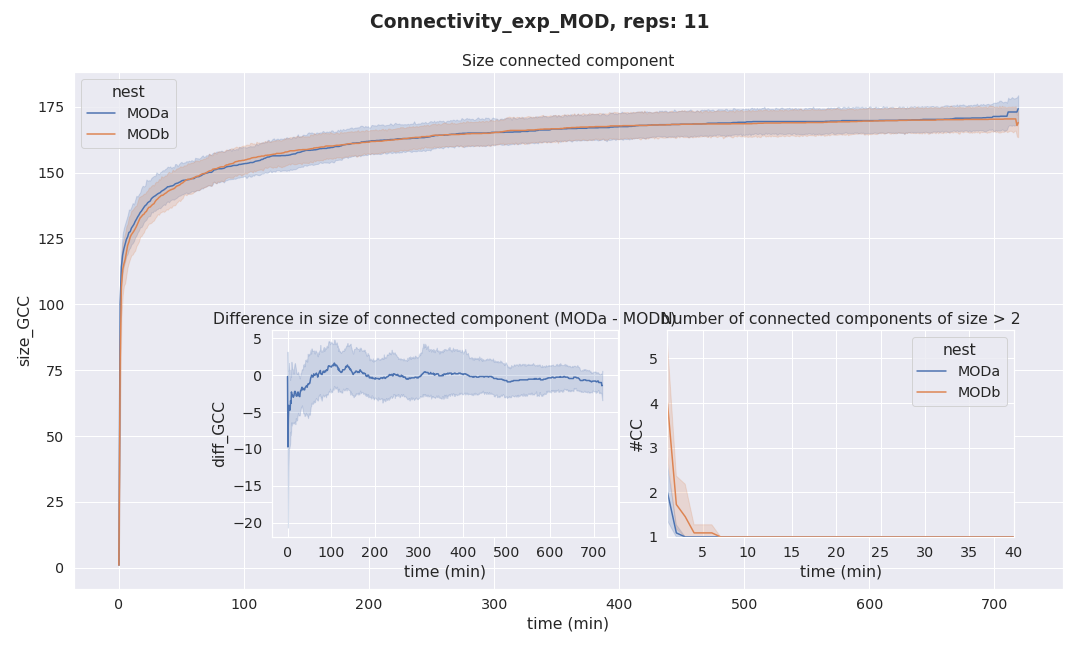 Connectivity_exp_MOD, reps: 11
Size connected component
nest
MODa
MODb
175
150
125
100
75
50
25
0
size_GCC
0 100 200 300 400 500 600 700
time (min)
Difference in size of connected component (MODa - MODb)
5
0
−5
−10
−15
−20
diff_GCC
0 100 200 300 400 500 600 700
time (min)
Number of connected components of size > 2
nest
MODa
MODb
5
4
3
2
1
#CC
5 10 15 20 25 30 35 40
time (min)